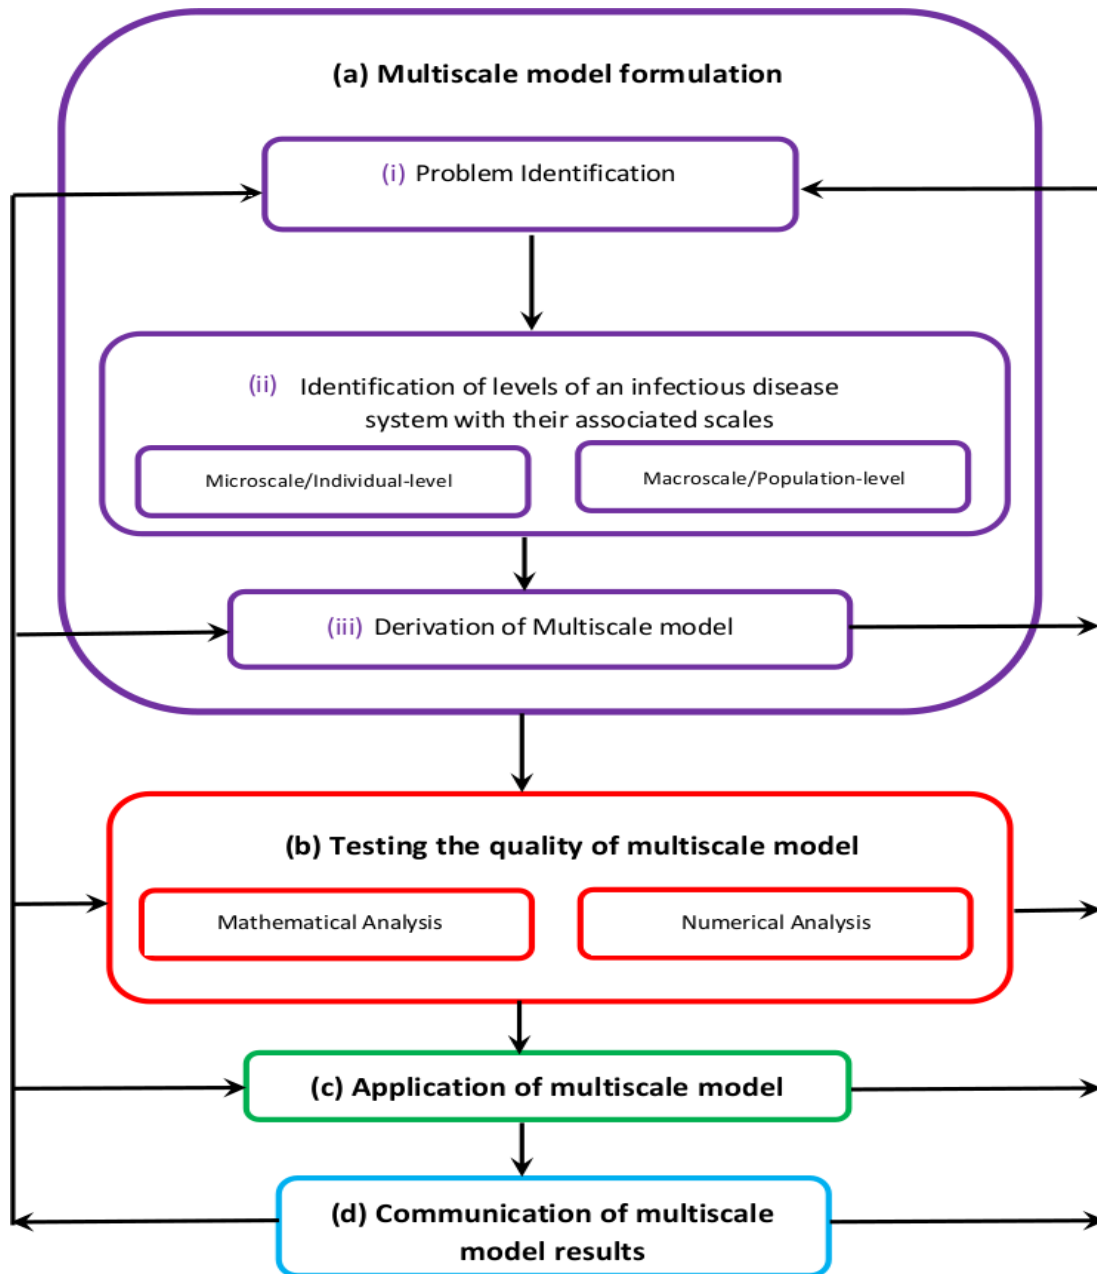 (a) Multiscale model formulation
(i) Problem Identification
(ii) Identification of levels of an infectious disease
system with their associated scales
Microscale/Individual-level
Macroscale/Population-level
(iii) Derivation of Multiscale model
(b) Testing the quality of multiscale model
Mathematical Analysis
Numerical Analysis
(c) Application of multiscale model
(d) Communication of multiscale
model results